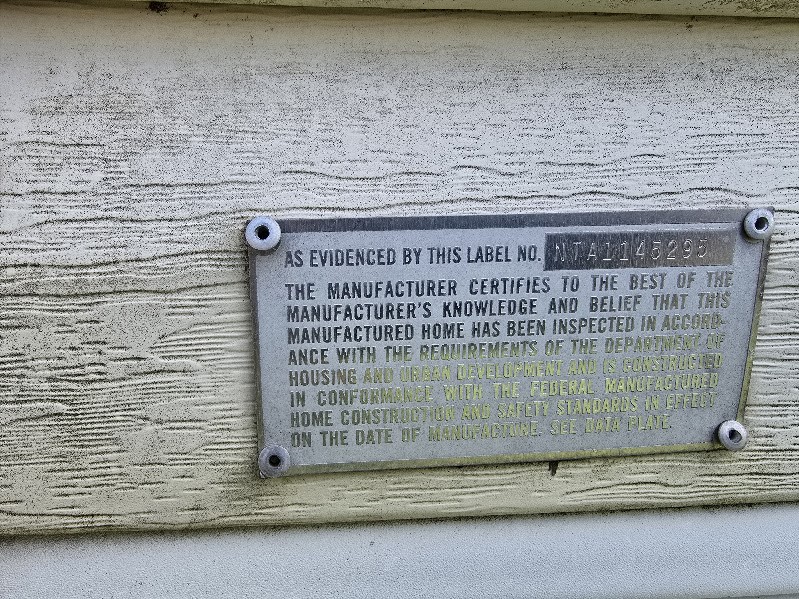 AS EVIDENCED BY THIS LABEL NO. NTA1145295
THE MANUFACTURER CERTIFIES TO THE BEST OF THE
MANUFACTURER'S KNOWLEDGE AND BELIEF THAT THIS
MANUFACTURED HOME HAS BEEN INSPECTED IN ACCORD-
ANCE WITH THE REQUIREMENTS OF THE DEPARTMENT OF
HOUSING AND URBAN DEVELOPMENT AND IS CONSTRUCTED
IN CONFORMANCE WITH THE FEDERAL MANUFACTURED
HOME CONSTRUCTION AND SAFETY STANDARDS IN EFFECT
ON THE DATE OF MANUFACTURE. SEE DATA PLATE.